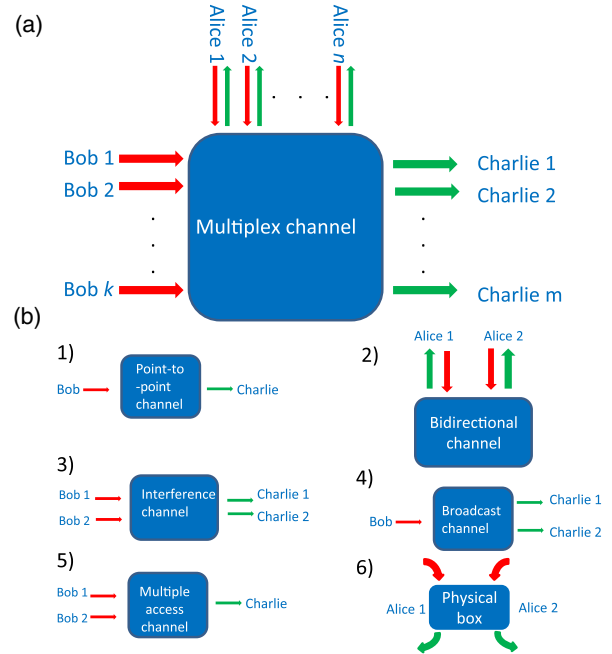 (a)
Alice 1
Alice 2
Alice n
. . . .
Bob 1
Bob 2
.
.
.
Bob k
Multiplex channel
Charlie 1
Charlie 2
.
.
.
Charlie m
(b)
1)
Bob
Point-to
-point
channel
Charlie
2)
Alice 1
Alice 2
Bidirectional
channel
3)
Bob 1
Bob 2
Interference
channel
Charlie 1
Charlie 2
4)
Bob
Broadcast
channel
Charlie 1
Charlie 2
5)
Bob 1
Bob 2
Multiple
access
channel
Charlie
6)
Alice 1
Physical
box
Alice 2